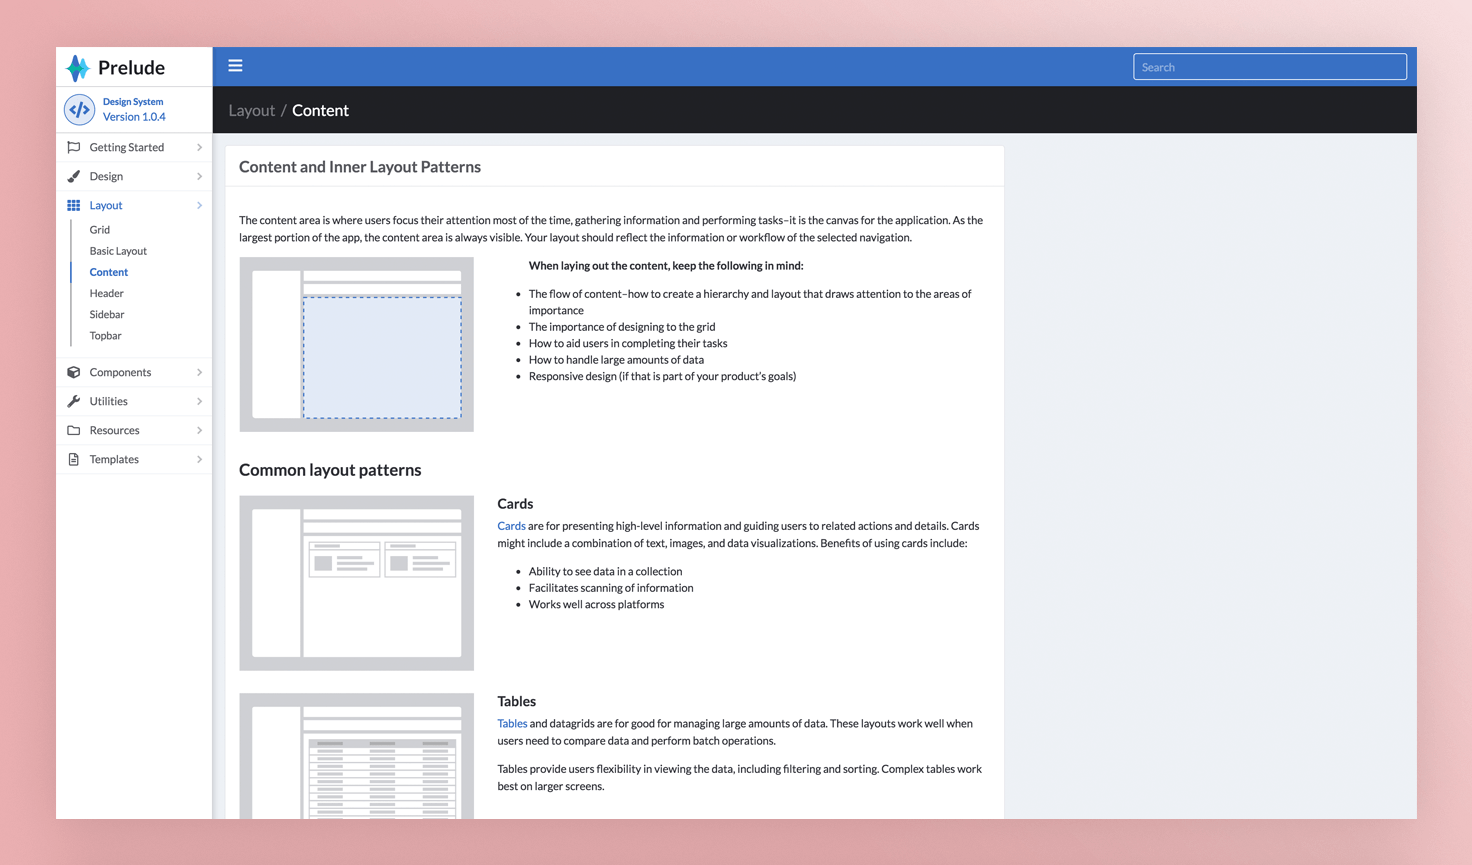 Prelude
Search
Design System
Version 1.0.4
Layout / Content
Getting Started
Design
Layout
Grid
Basic Layout
Content
Header
Sidebar
Topbar
Components
Utilities
Resources
Templates
Content and Inner Layout Patterns
The content area is where users focus their attention most of the time, gathering information and performing tasks–it is the canvas for the application. As the
largest portion of the app, the content area is always visible. Your layout should reflect the information or workflow of the selected navigation.
When laying out the content, keep the following in mind:
• The flow of content–how to create a hierarchy and layout that draws attention to the areas of
importance
• The importance of designing to the grid
• How to aid users in completing their tasks
• How to handle large amounts of data
• Responsive design (if that is part of your product's goals)
Common layout patterns
Cards
Cards are for presenting high-level information and guiding users to related actions and details. Cards
might include a combination of text, images, and data visualizations. Benefits of using cards include:
• Ability to see data in a collection
• Facilitates scanning of information
• Works well across platforms
Tables
Tables and datagrids are for good for managing large amounts of data. These layouts work well when
users need to compare data and perform batch operations.
Tables provide users flexibility in viewing the data, including filtering and sorting. Complex tables work
best on larger screens.